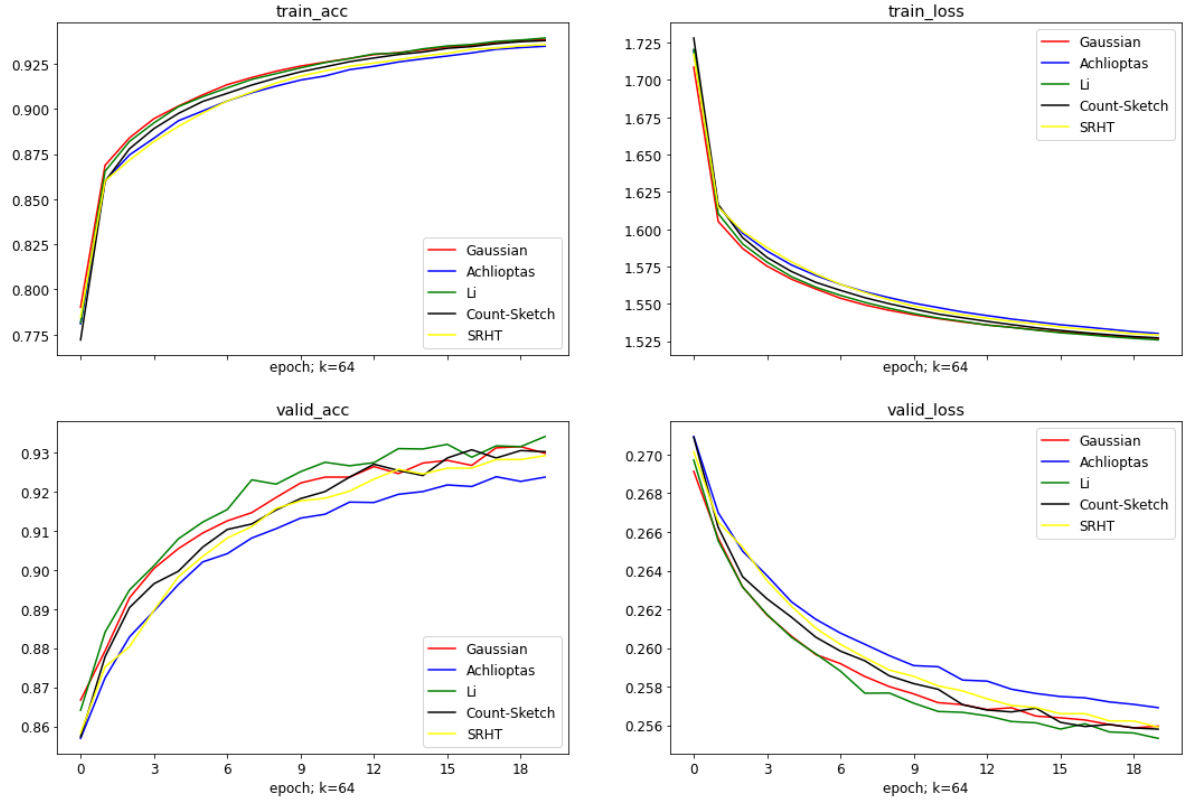 train_acc
0.925
0.900
0.875
0.850
0.825
0.800
0.775
Gaussian
Achlioptas
Li
Count-Sketch
SRHT
epoch; k=64
train_loss
1.725
1.700
1.675
1.650
1.625
1.600
1.575
1.550
1.525
Gaussian
Achlioptas
Li
Count-Sketch
SRHT
epoch; k=64
valid_acc
0.93
0.92
0.91
0.90
0.89
0.88
0.87
0.86
Gaussian
Achlioptas
Li
Count-Sketch
SRHT
0 3 6 9 12 15 18
epoch; k=64
valid_loss
0.270
0.268
0.266
0.264
0.262
0.260
0.258
0.256
Gaussian
Achlioptas
Li
Count-Sketch
SRHT
0 3 6 9 12 15 18
epoch; k=64